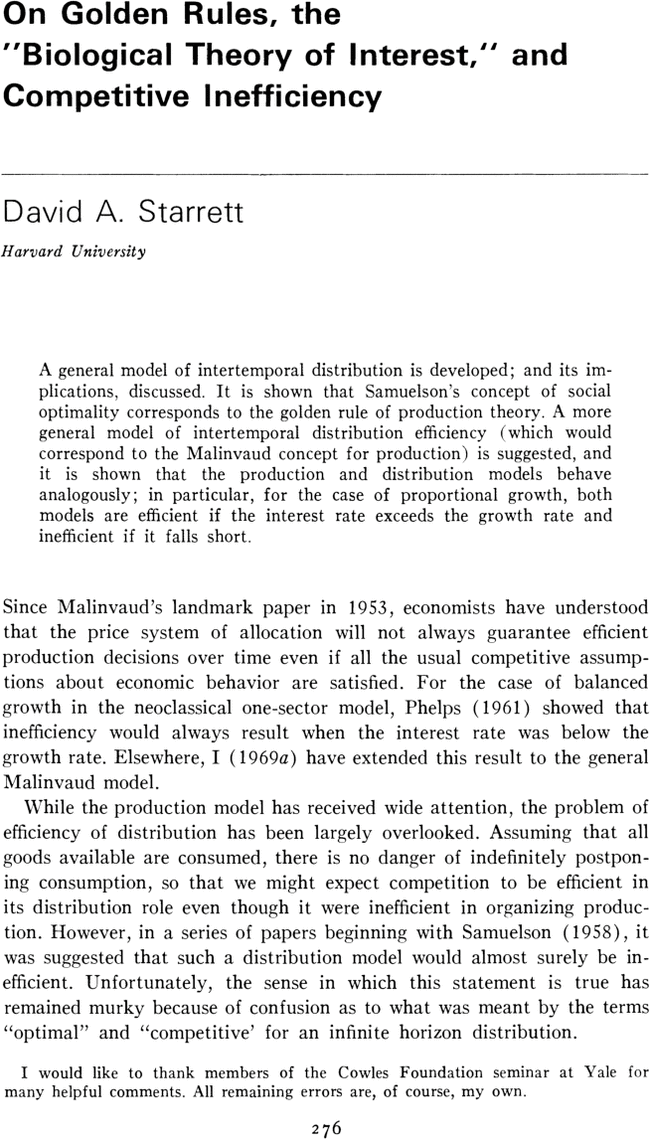 On Golden Rules, the
"Biological Theory of Interest," and
Competitive Inefficiency
David A. Starrett
Harvard University
A general model of intertemporal distribution is developed; and its im-
plications, discussed. It is shown that Samuelson's concept of social
optimality corresponds to the golden rule of production theory. A more
general model of intertemporal distribution efficiency (which would
correspond to the Malinvaud concept for production) is suggested, and
it is shown that the production and distribution models behave
analogously; in particular, for the case of proportional growth, both
models are efficient if the interest rate exceeds the growth rate and
inefficient if it falls short.
Since Malinvaud's landmark paper in 1953, economists have understood
that the price system of allocation will not always guarantee efficient
production decisions over time even if all the usual competitive assump-
tions about economic behavior are satisfied. For the case of balanced
growth in the neoclassical one-sector model, Phelps (1961) showed that
inefficiency would always result when the interest rate was below the
growth rate. Elsewhere, I (1969a) have extended this result to the general
Malinvaud model.
While the production model has received wide attention, the problem of
efficiency of distribution has been largely overlooked. Assuming that all
goods available are consumed, there is no danger of indefinitely postpon-
ing consumption, so that we might expect competition to be efficient in
its distribution role even though it were inefficient in organizing produc-
tion. However, in a series of papers beginning with Samuelson (1958), it
was suggested that such a distribution model would almost surely be in-
efficient. Unfortunately, the sense in which this statement is true has
remained murky because of confusion as to what was meant by the terms
"optimal" and "competitive' for an infinite horizon distribution.
I would like to thank members of the Cowles Foundation seminar at Yale for
many helpful comments. All remaining errors are, of course, my own.
276